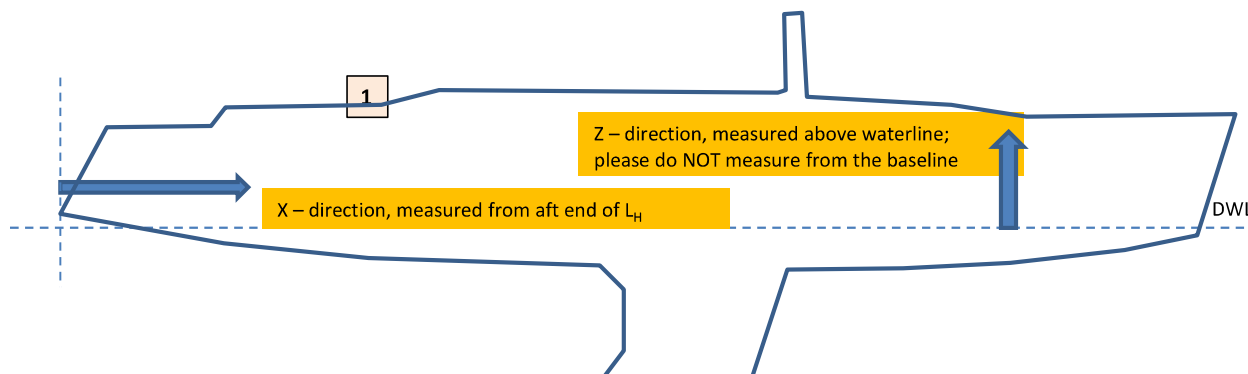 1
Z – direction, measured above waterline;
please do NOT measure from the baseline
X – direction, measured from aft end of LH
DWL